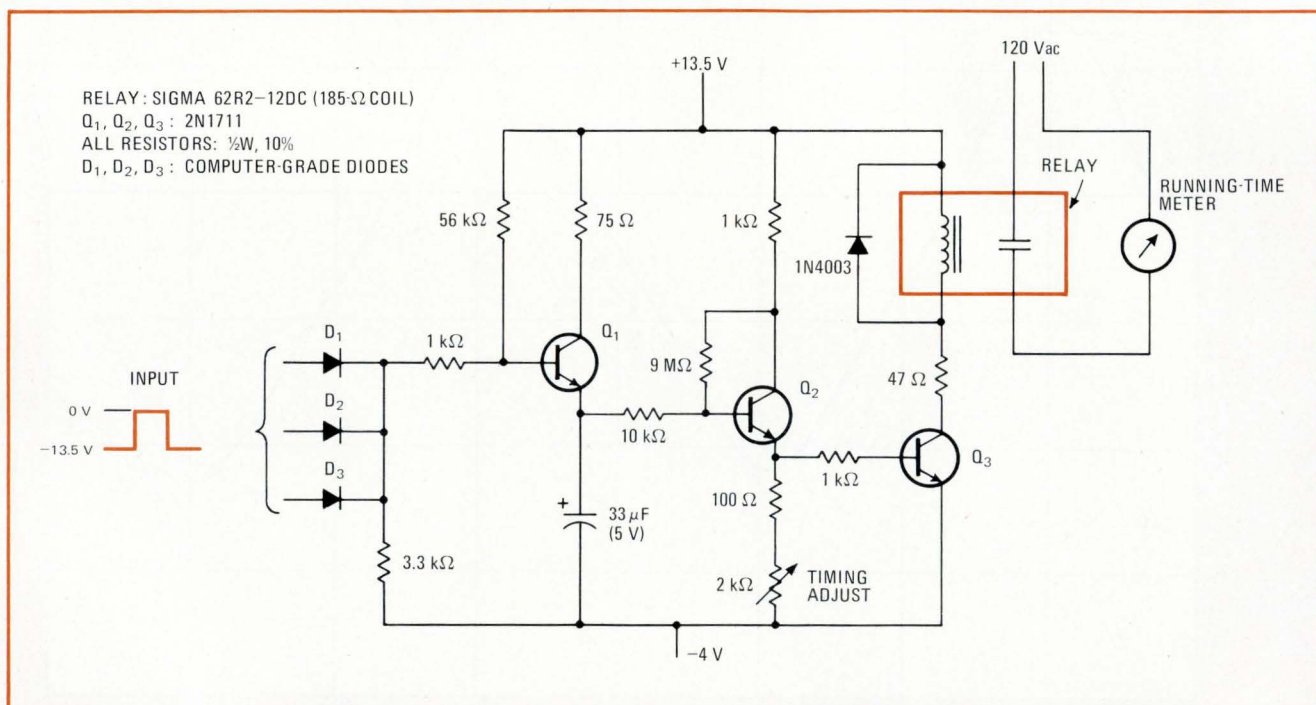 RELAY: SIGMA 62R2–12DC (185-Ω COIL)
Q1, Q2, Q3: 2N1711
ALL RESISTORS: ½W, 10%
D1, D2, D3: COMPUTER-GRADE DIODES
+13.5 V
120 Vac
RELAY
RUNNING-TIME
METER
56 kΩ
75 Ω
1 kΩ
1N4003
D1
1 kΩ
Q1
9 MΩ
INPUT
0 V
–13.5 V
D2
Q2
47 Ω
10 kΩ
D3
1 kΩ
Q3
+
33 μF
(5 V)
100 Ω
3.3 kΩ
2 kΩ
TIMING
ADJUST
–4 V